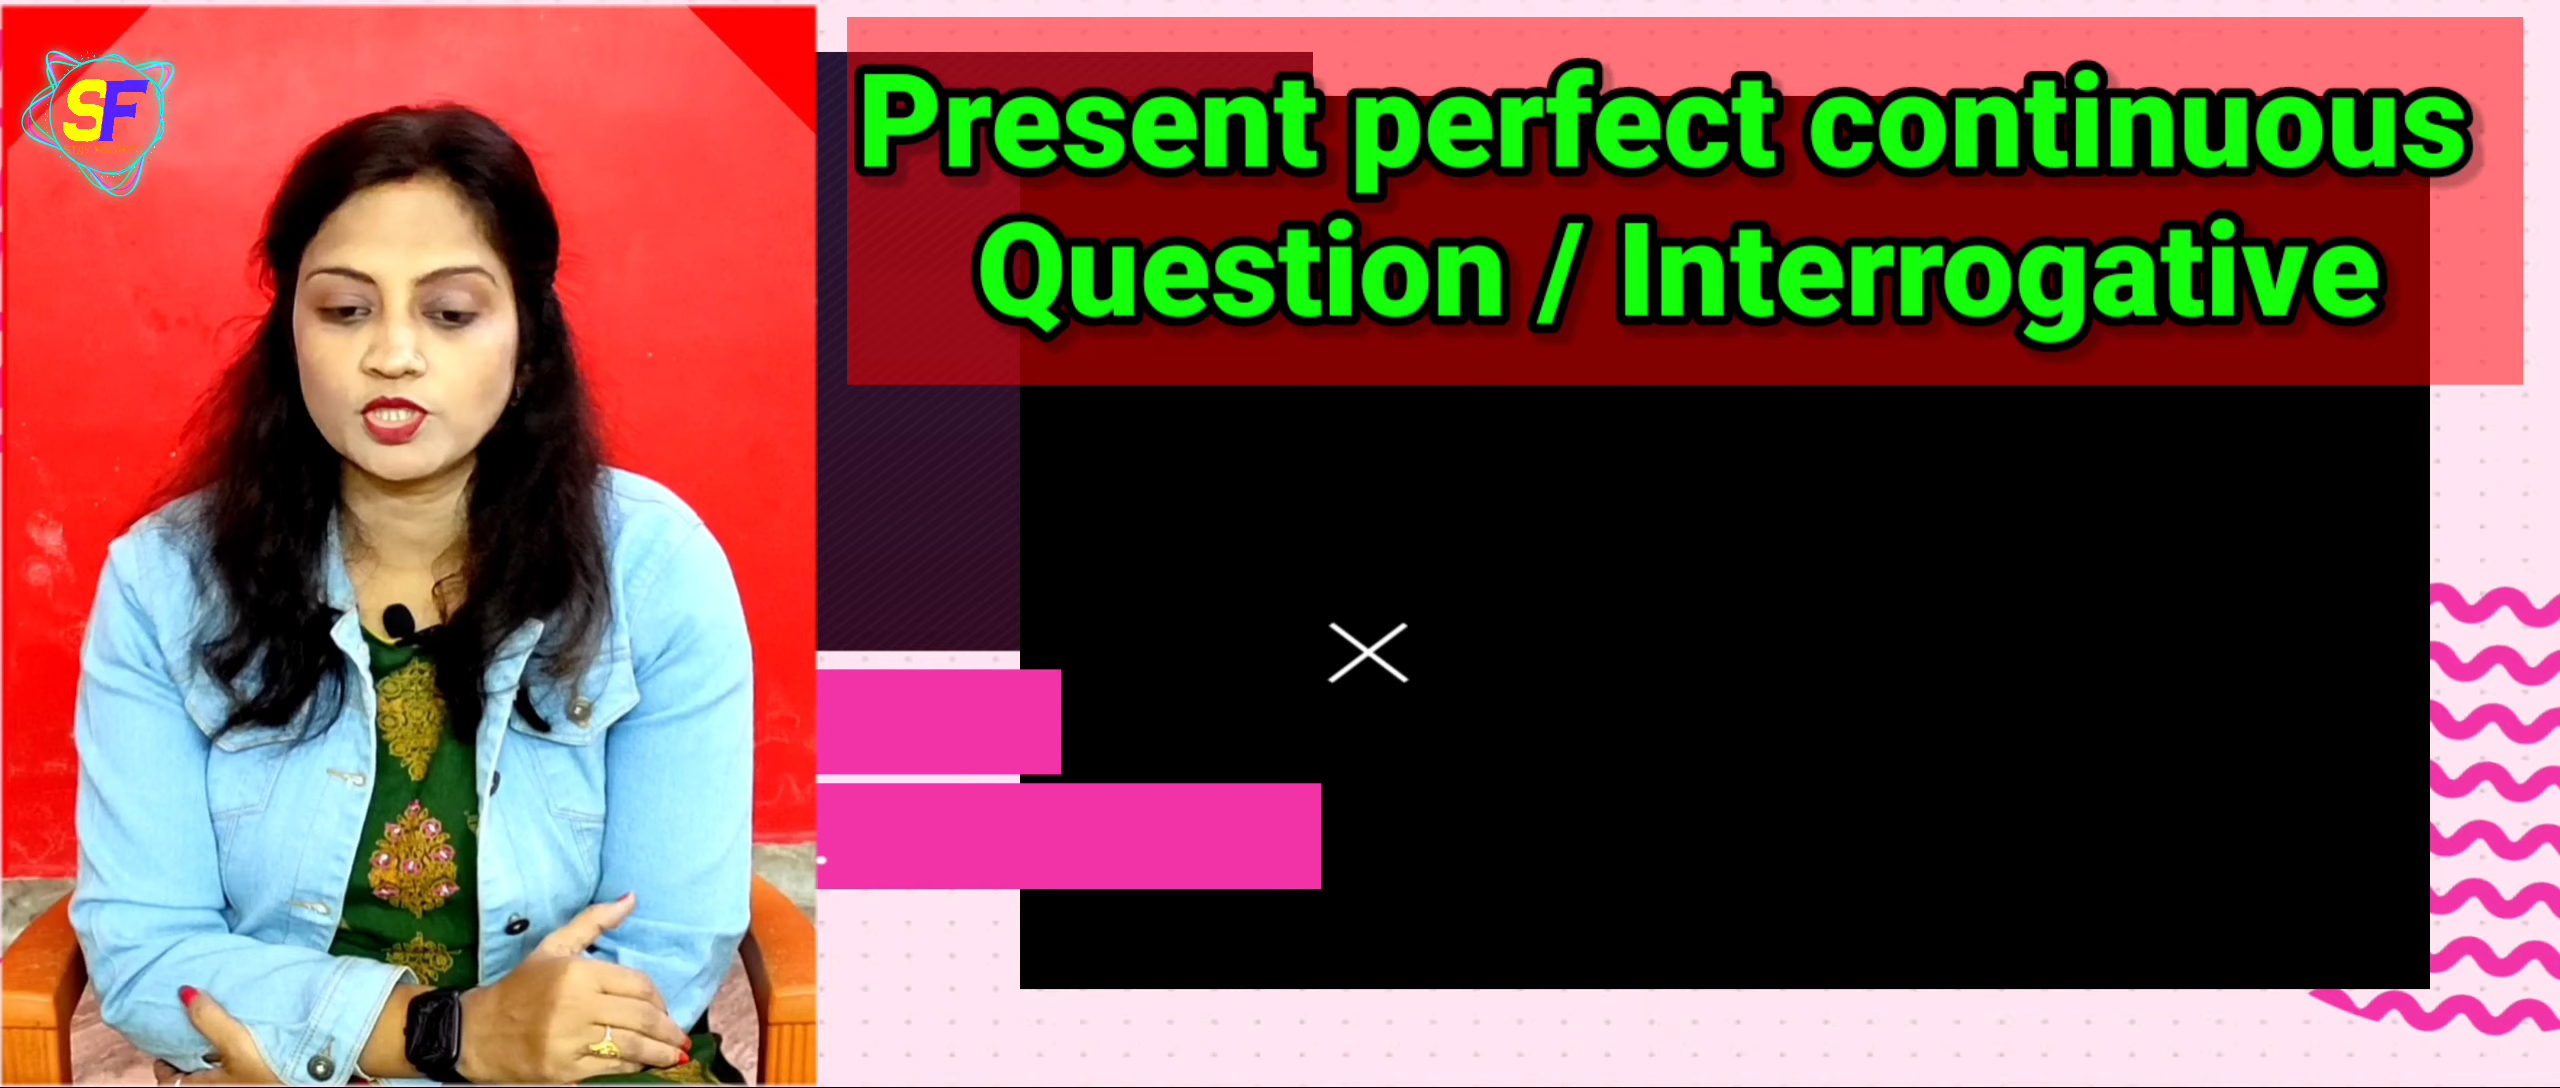 SF
Present perfect continuous
Question / Interrogative